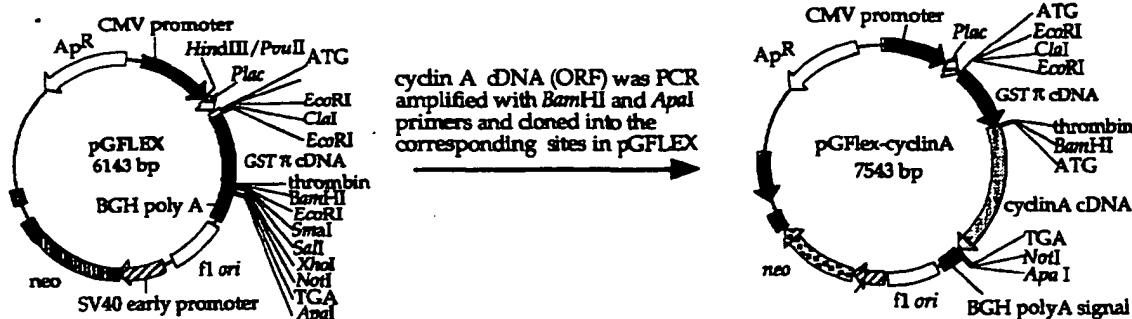 CMV promoter
HindIII/PvuII
ApR
Plac
ATG
EcoRI
ClaI
EcoRI
pGFLEX
6143 bp
GST π cDNA
thrombin
BamHI
BGH poly A
EcoRI
SmaI
SalI
XhoI
NotI
TGA
ApaI
f1 ori
neo
SV40 early promoter
cyclin A cDNA (ORF) was PCR
amplified with BamHI and ApaI
primers and cloned into the
corresponding sites in pGFLEX
CMV promoter
ATG
Plac
EcoRI
ClaI
EcoRI
ApR
GST π cDNA
thrombin
BamHI
ATG
pGFlex-cyclinA
7543 bp
cyclinA cDNA
TGA
NotI
Apa I
neo
f1 ori
BGH polyA signal